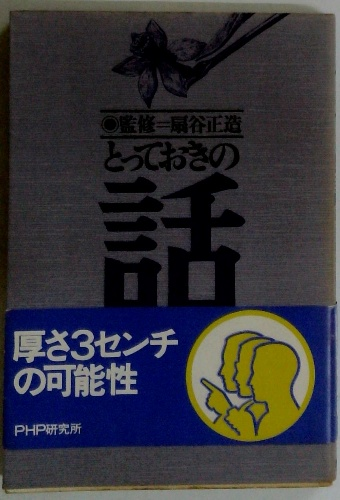 ◉監修=扇谷正造
とっておきの
話
厚さ3センチ
の可能性
PHP研究所